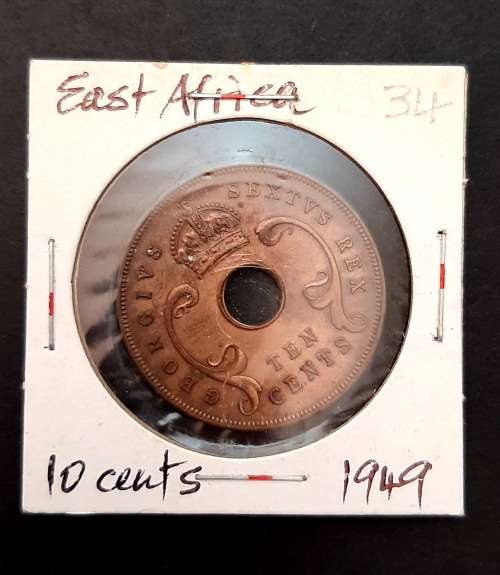 East Africa 34
GEORGIVS SEXTVS REX
TEN
CENTS
10 cents 1949